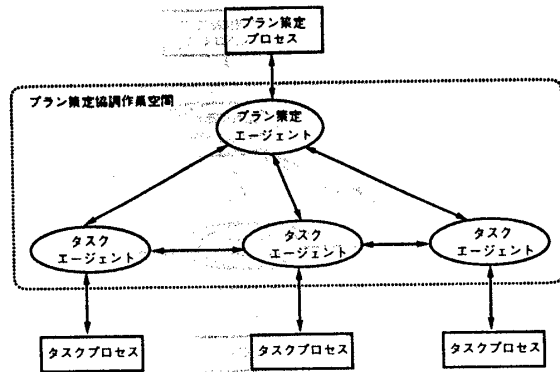 プラン策定
プロセス
プラン策定協調作業空間
プラン策定
エージェント
タスク
エージェント
タスク
エージェント
タスク
エージェント
タスクプロセス
タスクプロセス
タスクプロセス